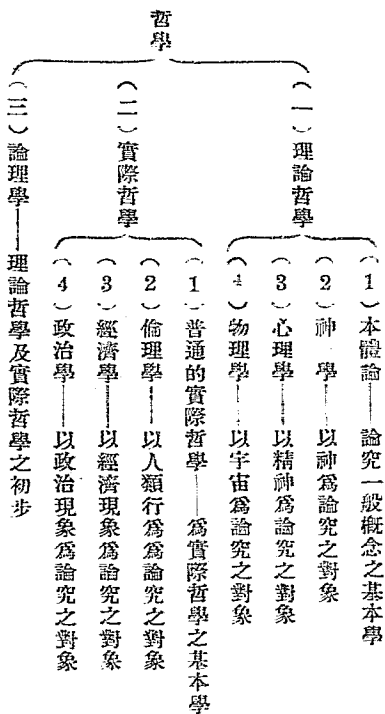 哲學
（一）理論哲學
（1）本體論——論究一般概念之基本學
（2）神　學——以神爲論究之對象
（3）心理學——以精神爲論究之對象
（4）物理學——以宇宙爲論究之對象
（二）實際哲學
（1）普通的實際哲學——爲實際哲學之基本學
（2）倫理學——以人類行爲爲論究之對象
（3）經濟學——以經濟現象爲論究之對象
（4）政治學——以政治現象爲論究之對象
（三）論理學——理論哲學及實際哲學之初步